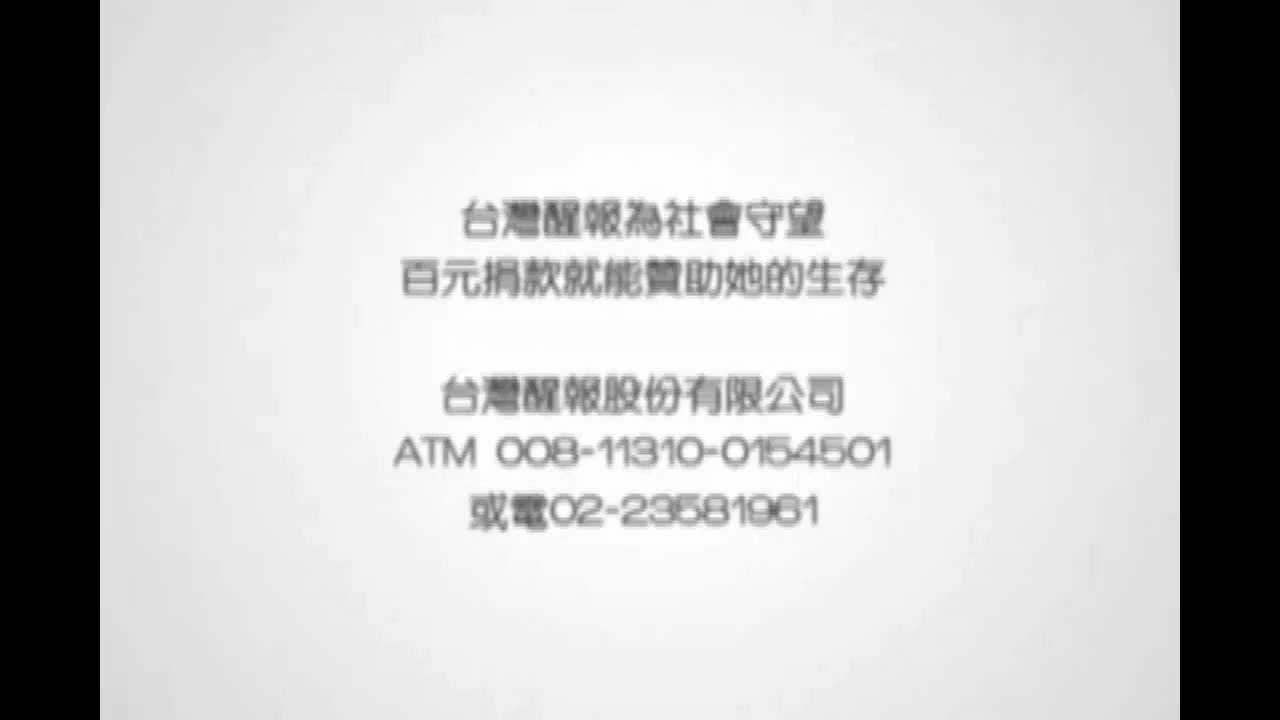 台灣醒報為社會守望
百元捐款就能贊助她的生存
台灣醒報股份有限公司
ATM 008-11310-0154501
或電02-23581961